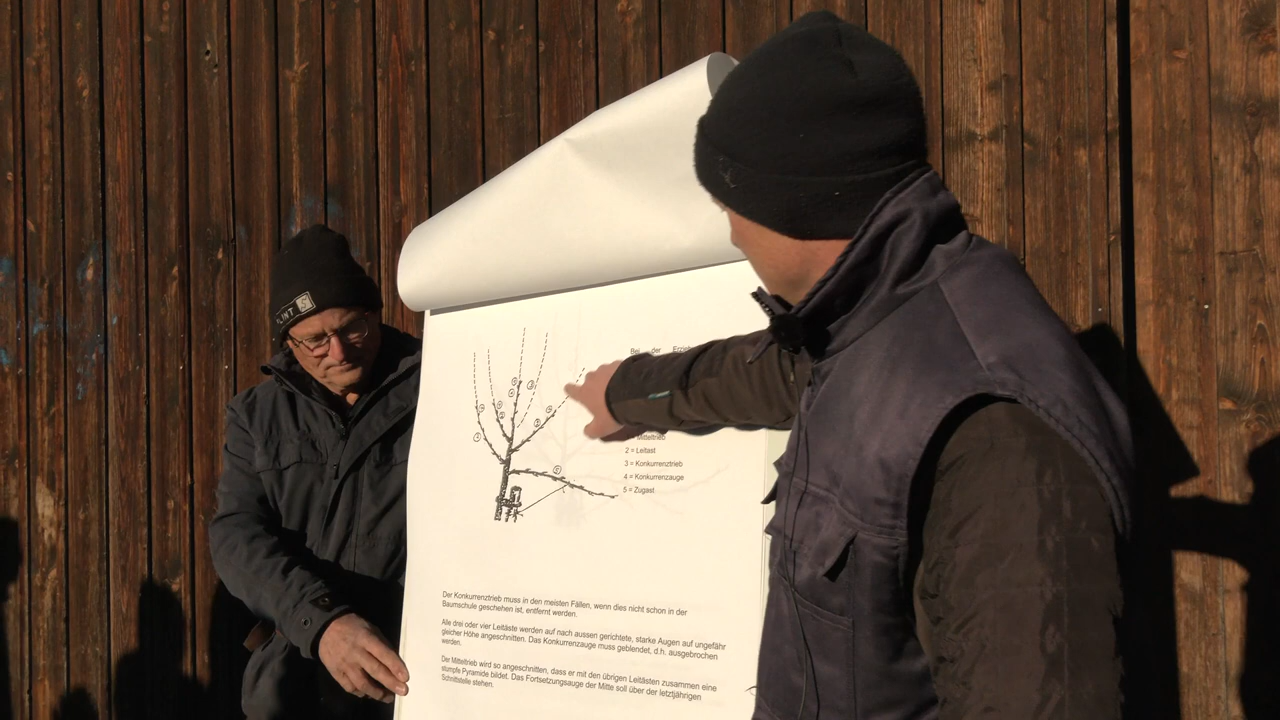 LINT
Bei der Erzieh
= Mitteltrieb
2 = Leitast
3 = Konkurrenztrieb
4 = Konkurrenzauge
5 = Zugast
Der Konkurrenztrieb muss in den meisten Fällen, wenn dies nicht schon in der
Baumschule geschehen ist, entfernt werden.
Alle drei oder vier Leitäste werden auf nach aussen gerichtete, starke Augen auf ungefähr
gleicher Höhe angeschnitten. Das Konkurrenzauge muss geblendet, d.h. ausgebrochen
werden.
Der Mitteltrieb wird so angeschnitten, dass er mit den übrigen Leitästen zusammen eine
stumpfe Pyramide bildet. Das Fortsetzungsauge der Mitte soll über der letztjährigen
Schnittstelle stehen.